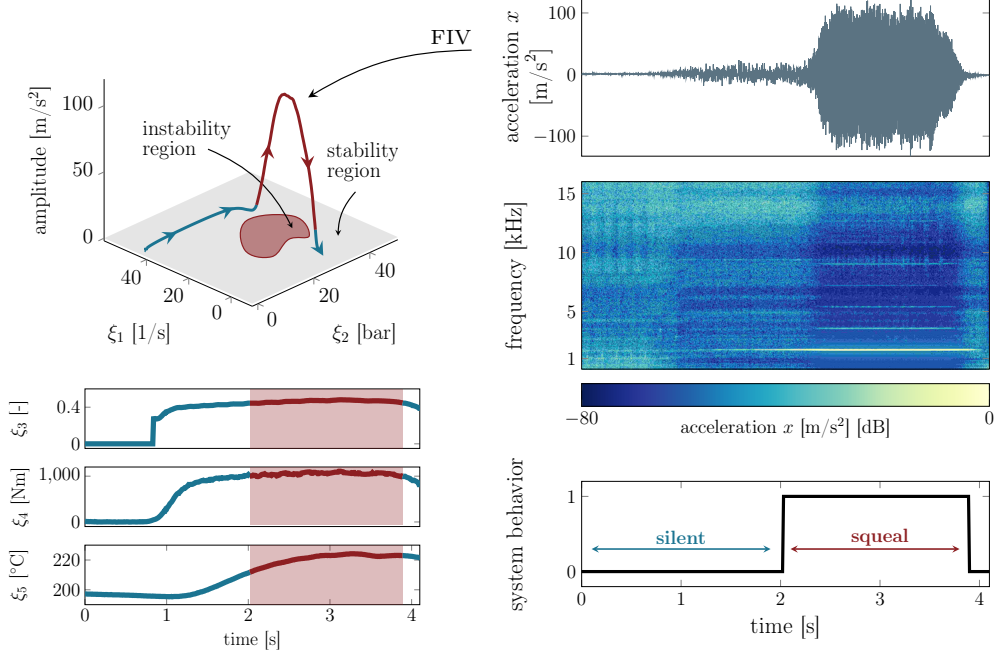 FIV
amplitude [m/s²]
100
50
0
instability
region
stability
region
40
20
0
0
20
40
ξ₁ [1/s]
ξ₂ [bar]
ξ₃ [-]
0.4
0
ξ₄ [Nm]
1,000
0
ξ₅ [°C]
220
200
0
1
2
3
4
time [s]
acceleration x
[m/s²]
100
0
−100
frequency [kHz]
15
10
5
1
−80
0
acceleration x [m/s²] [dB]
system behavior
1
0
silent
squeal
0
1
2
3
4
time [s]